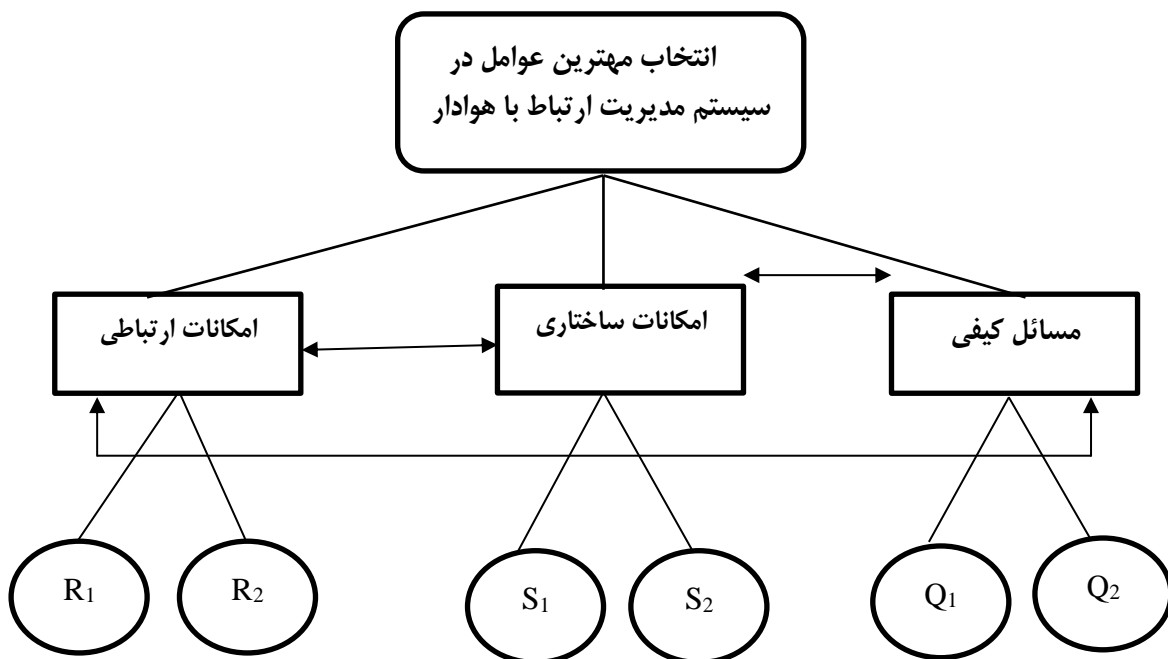 انتخاب مهترین عوامل در
سیستم مدیریت ارتباط با هوادار
مسائل کیفی
امکانات ساختاری
امکانات ارتباطی
R1
R2
S1
S2
Q1
Q2